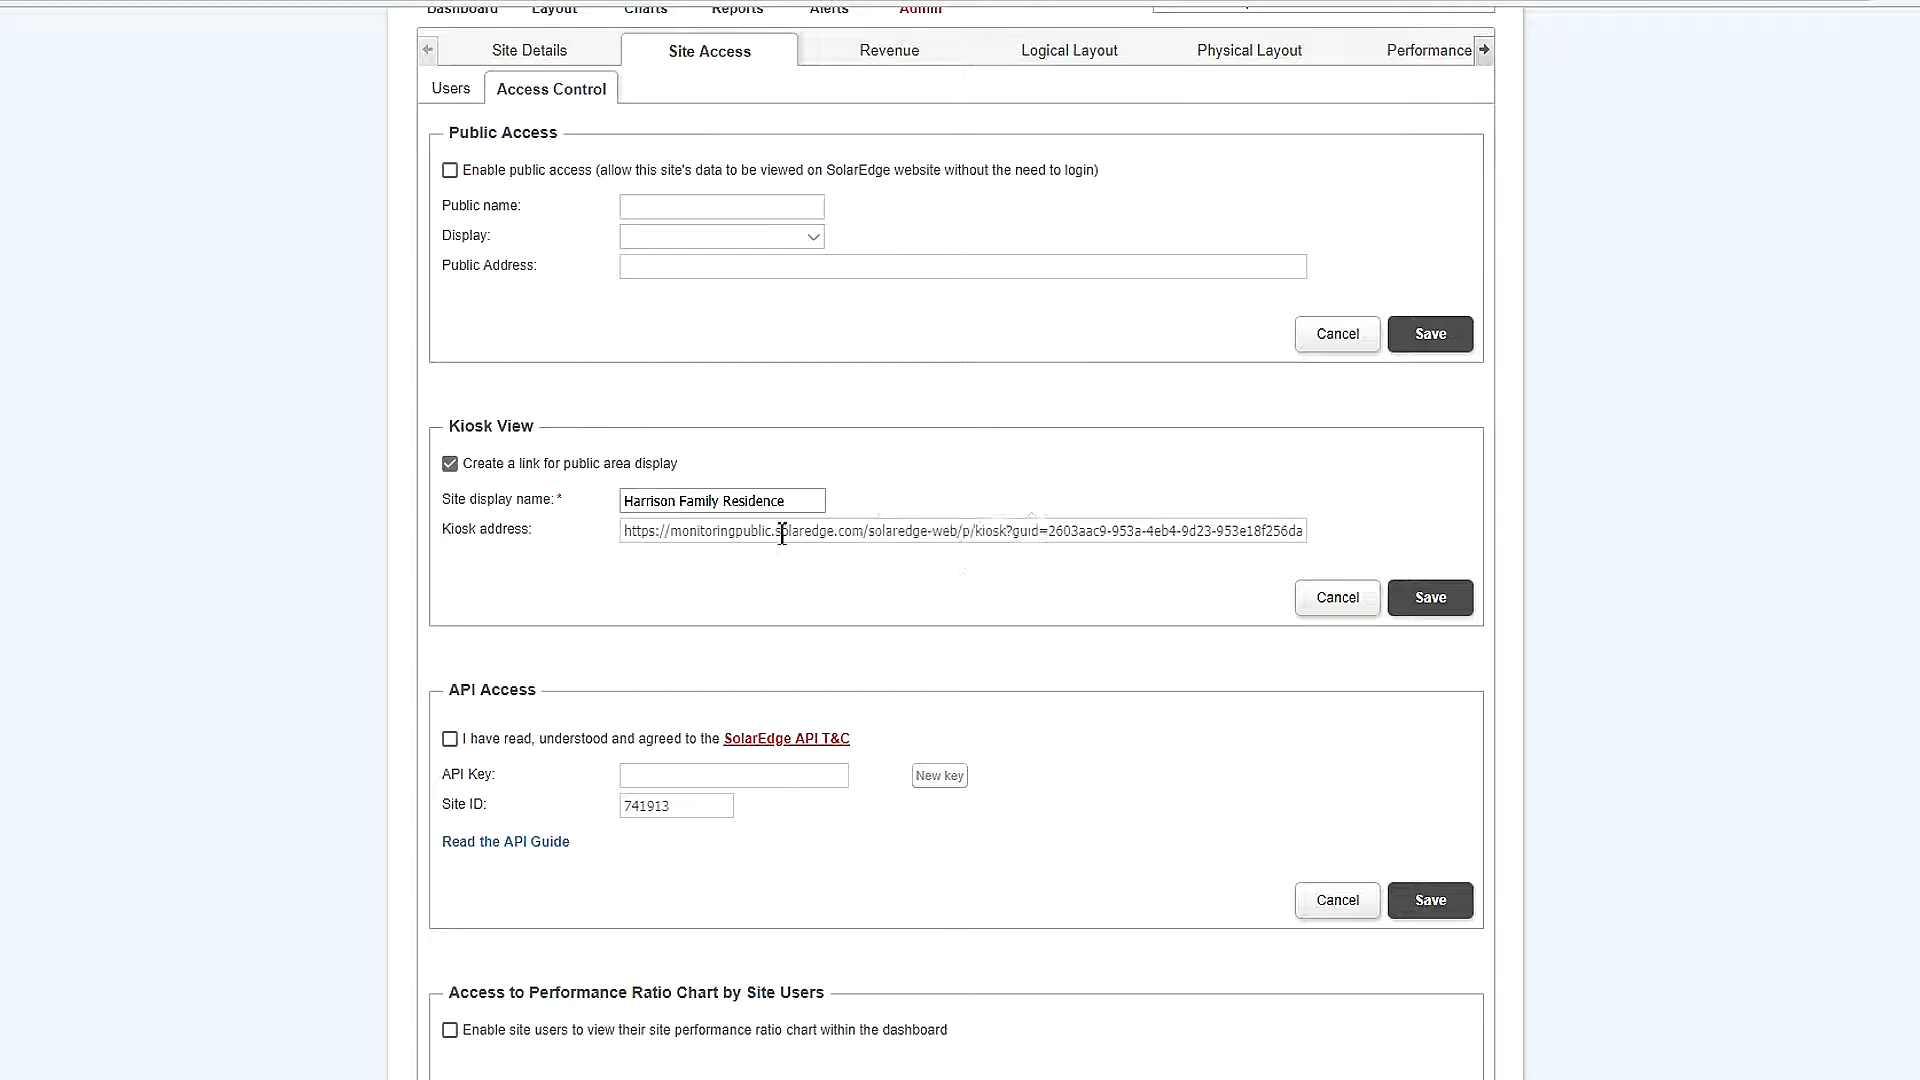 Dashboard Layout Charts Reports Alerts Admin
Site Details Site Access Revenue Logical Layout Physical Layout Performance
Users Access Control
Public Access
Enable public access (allow this site's data to be viewed on SolarEdge website without the need to login)
Public name:
Display:
Public Address:
Cancel Save
Kiosk View
Create a link for public area display
Site display name:* Harrison Family Residence
Kiosk address: https://monitoringpublic.solaredge.com/solaredge-web/p/kiosk?guid=2603aac9-953a-4eb4-9d23-953e18f256da
Cancel Save
API Access
I have read, understood and agreed to the SolarEdge API T&C
API Key: New key
Site ID: 741913
Read the API Guide
Cancel Save
Access to Performance Ratio Chart by Site Users
Enable site users to view their site performance ratio chart within the dashboard